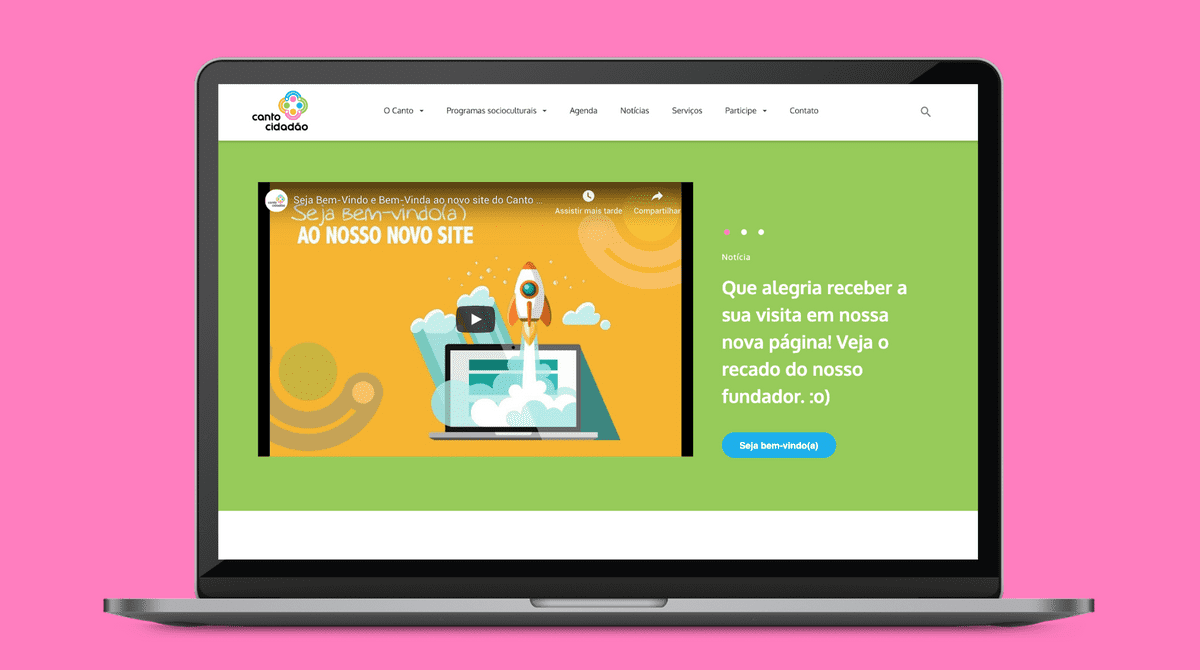 canto
cidadão
O Canto
Programas socioculturais
Agenda
Notícias
Serviços
Participe
Contato
Seja Bem-Vindo e Bem-Vinda ao novo site do Canto ...
Assistir mais tarde
Compartilhar
Seja Bem-vindo(a)
AO NOSSO NOVO SITE
Notícia
Que alegria receber a
sua visita em nossa
nova página! Veja o
recado do nosso
fundador. :o)
Seja bem-vindo(a)